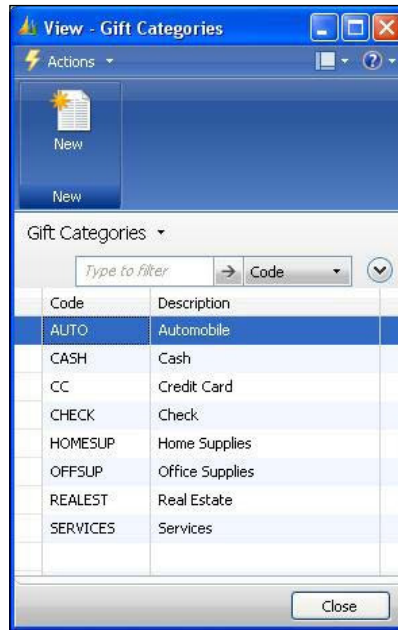 View - Gift Categories
Actions
New
New
Gift Categories
Type to filter
Code
Code Description
AUTO Automobile
CASH Cash
CC Credit Card
CHECK Check
HOMESUP Home Supplies
OFFSUP Office Supplies
REALEST Real Estate
SERVICES Services
Close